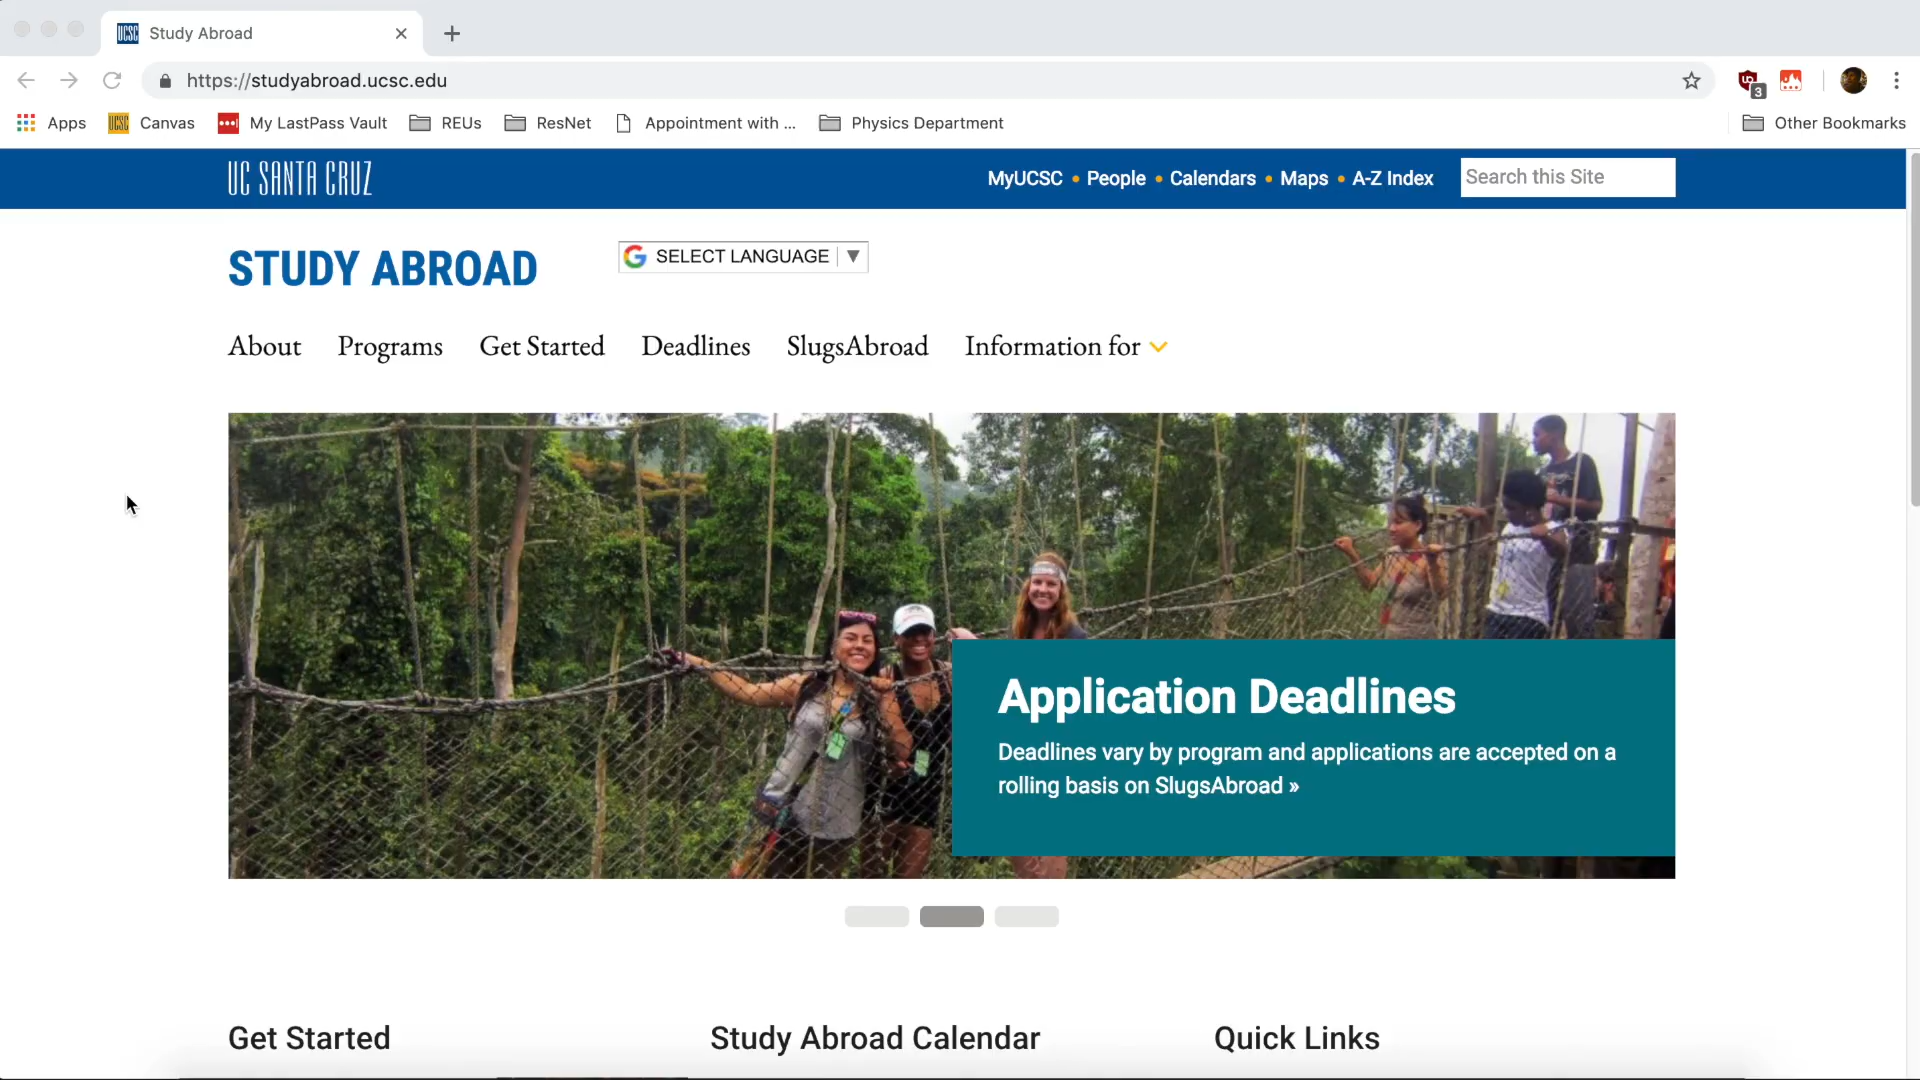 Study Abroad
https://studyabroad.ucsc.edu
3
Apps
UCSC Canvas
My LastPass Vault
REUs
ResNet
Appointment with ...
Physics Department
Other Bookmarks
UC SANTA CRUZ
MyUCSC • People • Calendars • Maps • A-Z Index
Search this Site
STUDY ABROAD
SELECT LANGUAGE ▼
About Programs Get Started Deadlines SlugsAbroad Information for
Application Deadlines
Deadlines vary by program and applications are accepted on a
rolling basis on SlugsAbroad »
Get Started
Study Abroad Calendar
Quick Links